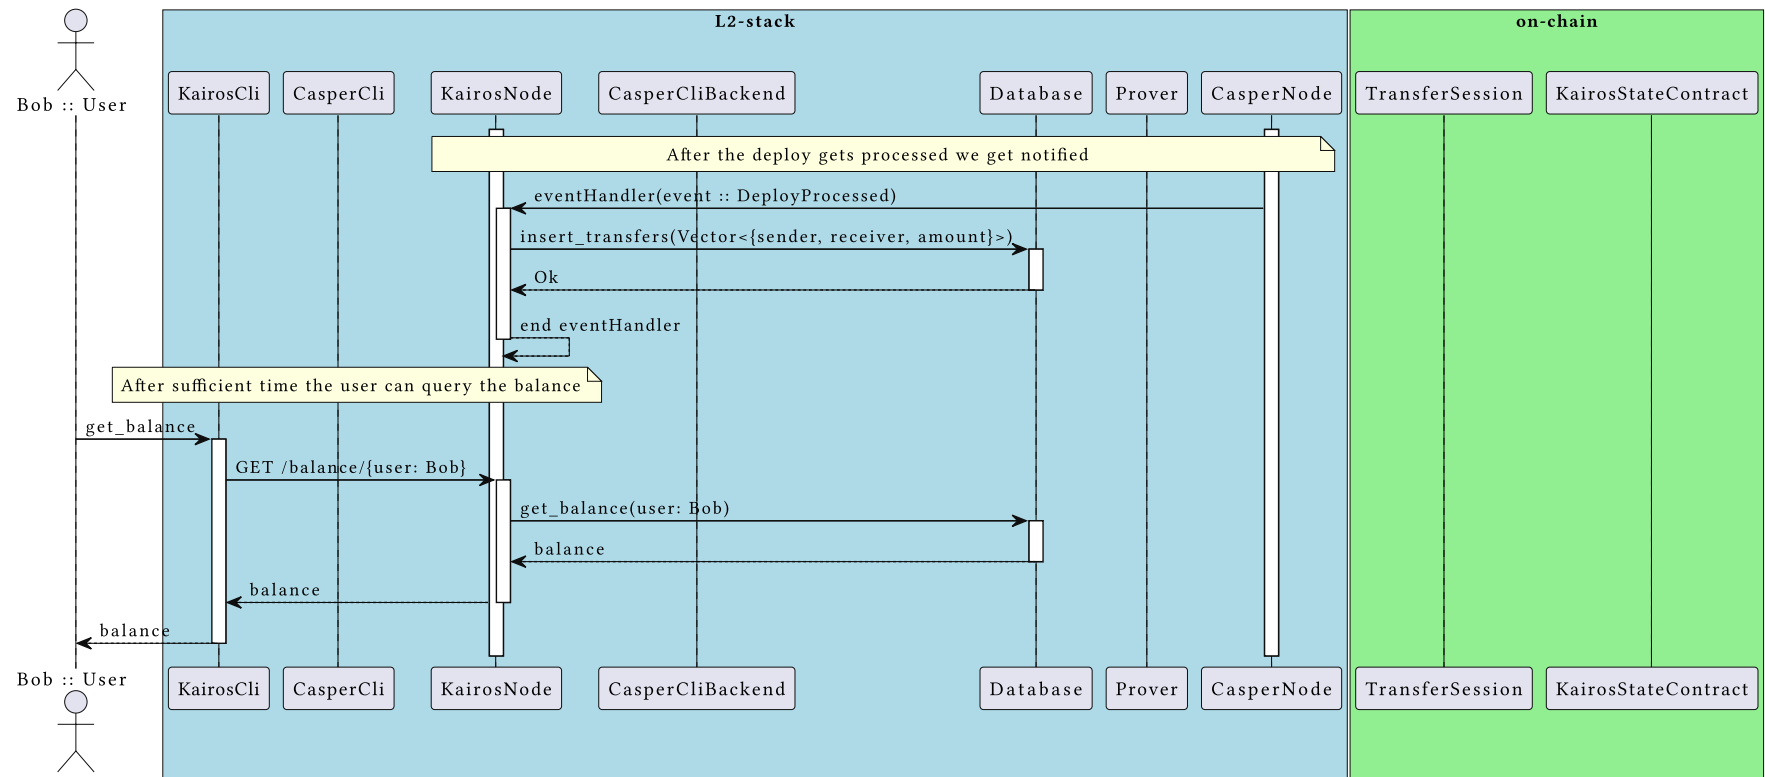 L2-stack
on-chain
Bob :: User
KairosCli
CasperCli
KairosNode
CasperCliBackend
Database
Prover
CasperNode
TransferSession
KairosStateContract
After the deploy gets processed we get notified
eventHandler(event :: DeployProcessed)
insert_transfers(Vector<{sender, receiver, amount}>)
Ok
end eventHandler
After sufficient time the user can query the balance
get_balance
GET /balance/{user: Bob}
get_balance(user: Bob)
balance
balance
balance
Bob :: User
KairosCli
CasperCli
KairosNode
CasperCliBackend
Database
Prover
CasperNode
TransferSession
KairosStateContract